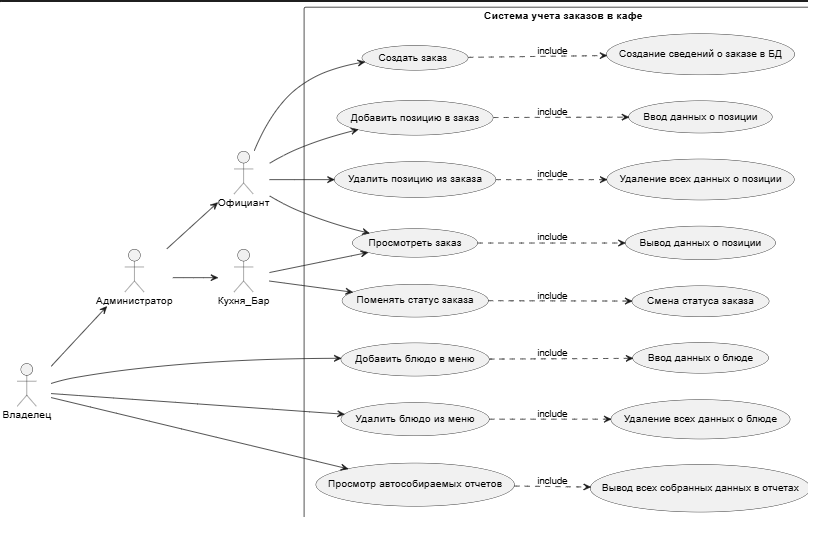 Система учета заказов в кафе
Создать заказ
include
Создание сведений о заказе в БД
Добавить позицию в заказ
include
Ввод данных о позиции
Удалить позицию из заказа
include
Удаление всех данных о позиции
Официант
Просмотреть заказ
include
Вывод данных о позиции
Администратор
Кухня_Бар
Поменять статус заказа
include
Смена статуса заказа
Добавить блюдо в меню
include
Ввод данных о блюде
Владелец
Удалить блюдо из меню
include
Удаление всех данных о блюде
Просмотр автособираемых отчетов
include
Вывод всех собранных данных в отчетах